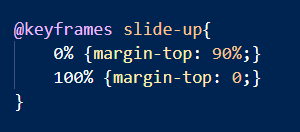 @keyframes slide-up{
    0% {margin-top: 90%;}
    100% {margin-top: 0;}
}